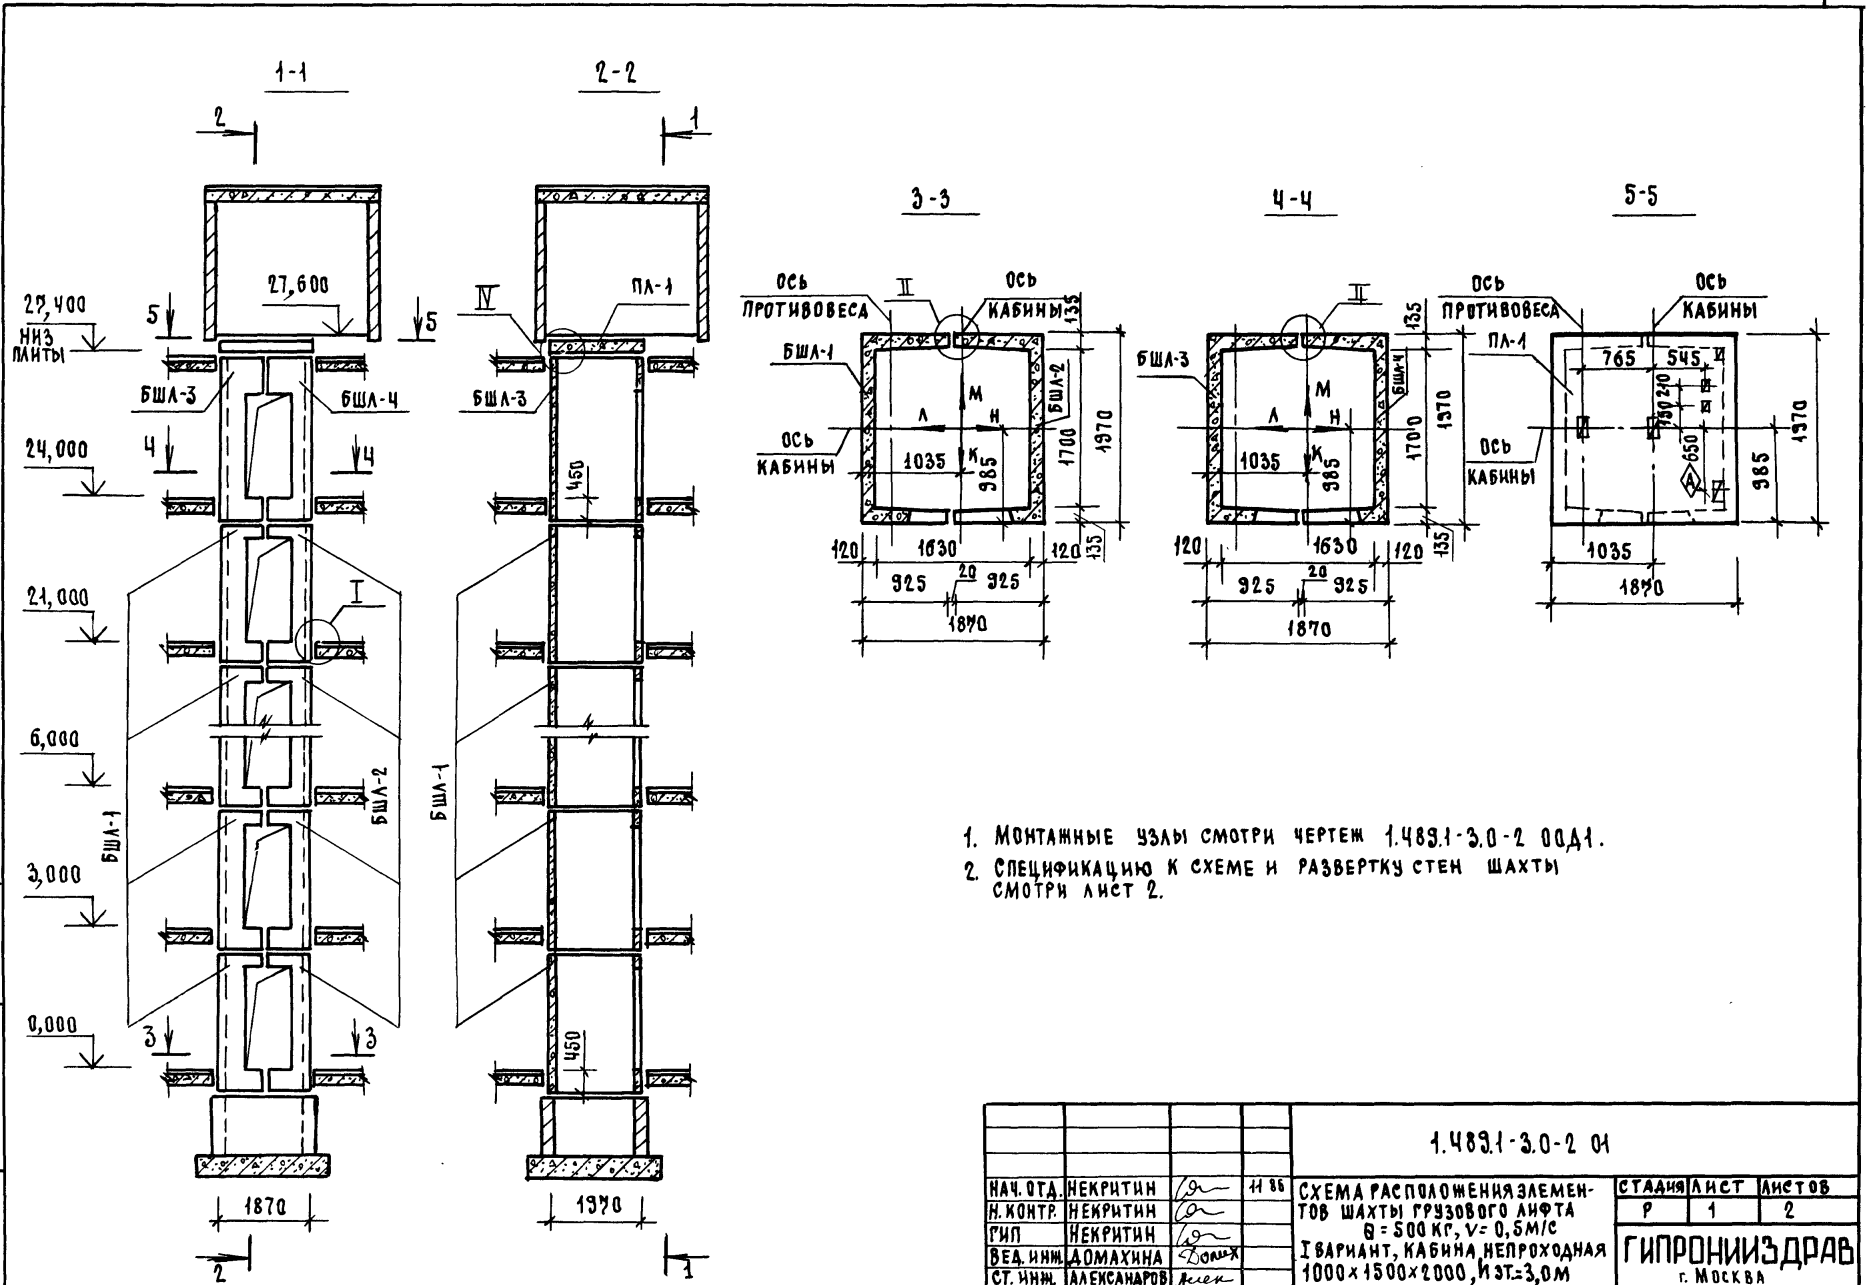 1-1
2-2
2
1
3-3
4-4
5-5
27,400
НИЗ
ПЛИТЫ
5
27,600
5
БШЛ-3
БШЛ-4
4
4
24,000
21,000
I
6,000
БШЛ-1
БШЛ-2
3,000
0,000
3
3
1870
2
IV
ПЛ-1
БШЛ-3
450
БШЛ-1
450
1970
1
ОСЬ
ПРОТИВОВЕСА
II
ОСЬ
КАБИНЫ
135
БШЛ-1
БШЛ-2
М
Л
Н
К
ОСЬ
КАБИНЫ
1035
985
1700
1970
120
1630
120
135
925
20
925
1870
II
135
БШЛ-3
БШЛ-4
М
Л
Н
К
1035
985
1700
1970
120
1630
120
135
925
20
925
1870
ОСЬ
ПРОТИВОВЕСА
ОСЬ
КАБИНЫ
ПЛ-1
765
545
210
190
650
А
ОСЬ
КАБИНЫ
985
1970
1035
1870
1. МОНТАЖНЫЕ УЗЛЫ СМОТРИ ЧЕРТЕЖ 1.489.1-3.0-2 00Д1.
2. СПЕЦИФИКАЦИЮ К СХЕМЕ И РАЗВЕРТКУ СТЕН ШАХТЫ
СМОТРИ ЛИСТ 2.
1.489.1-3.0-2 01
НАЧ. ОТД. НЕКРИТИН 11 86
Н. КОНТР. НЕКРИТИН
ГИП НЕКРИТИН
ВЕД. ИНЖ. ДОМАХИНА
СТ. ИНЖ. АЛЕКСАНДРОВ
СХЕМА РАСПОЛОЖЕНИЯ ЭЛЕМЕН-
ТОВ ШАХТЫ ГРУЗОВОГО ЛИФТА
Q = 500 КГ, V = 0,5М/С
I ВАРИАНТ, КАБИНА НЕПРОХОДНАЯ
1000×1500×2000, Н ЭТ.=3,0М
СТАДИЯ ЛИСТ ЛИСТОВ
Р 1 2
ГИПРОНИИЗДРАВ
Г. МОСКВА